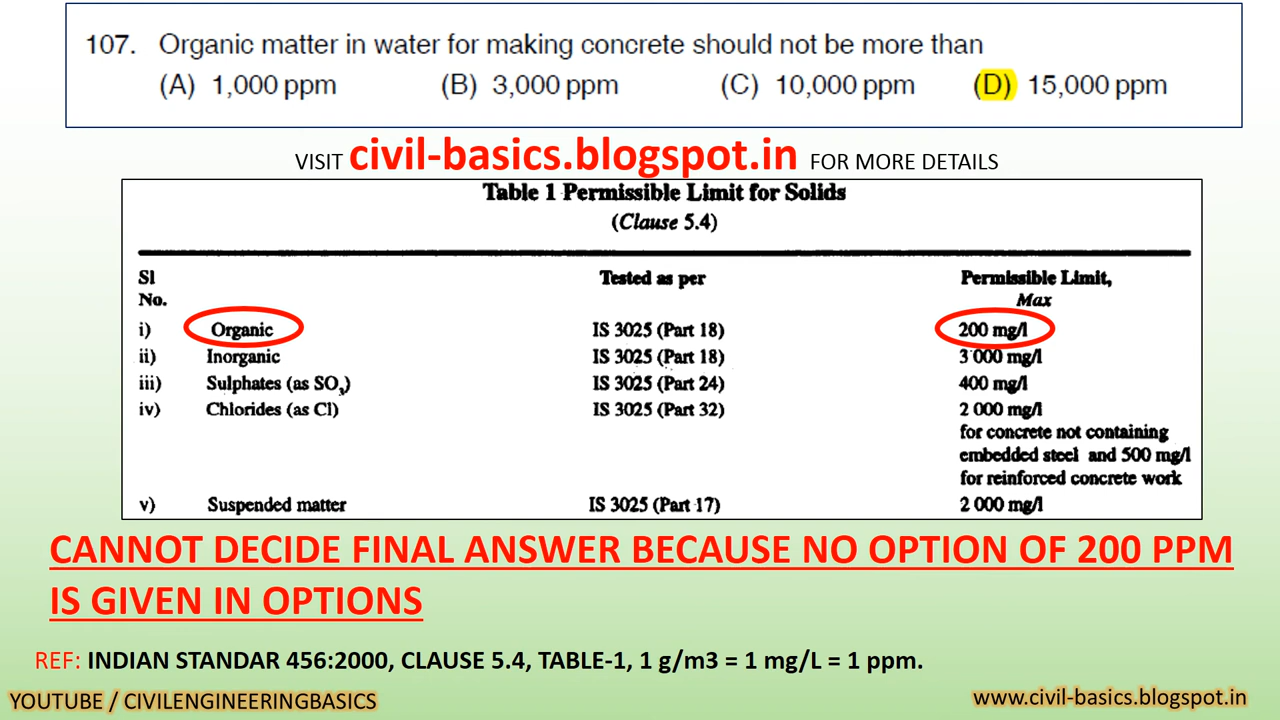 107. Organic matter in water for making concrete should not be more than
(A) 1,000 ppm (B) 3,000 ppm (C) 10,000 ppm (D) 15,000 ppm
VISIT civil-basics.blogspot.in FOR MORE DETAILS
Table 1 Permissible Limit for Solids
(Clause 5.4)
Sl Tested as per Permissible Limit,
No. Max
i) Organic IS 3025 (Part 18) 200 mg/l
ii) Inorganic IS 3025 (Part 18) 3 000 mg/l
iii) Sulphates (as SO₃) IS 3025 (Part 24) 400 mg/l
iv) Chlorides (as Cl) IS 3025 (Part 32) 2 000 mg/l
for concrete not containing
embedded steel and 500 mg/l
for reinforced concrete work
v) Suspended matter IS 3025 (Part 17) 2 000 mg/l
CANNOT DECIDE FINAL ANSWER BECAUSE NO OPTION OF 200 PPM
IS GIVEN IN OPTIONS
REF: INDIAN STANDAR 456:2000, CLAUSE 5.4, TABLE-1, 1 g/m3 = 1 mg/L = 1 ppm.
YOUTUBE / CIVILENGINEERINGBASICS www.civil-basics.blogspot.in